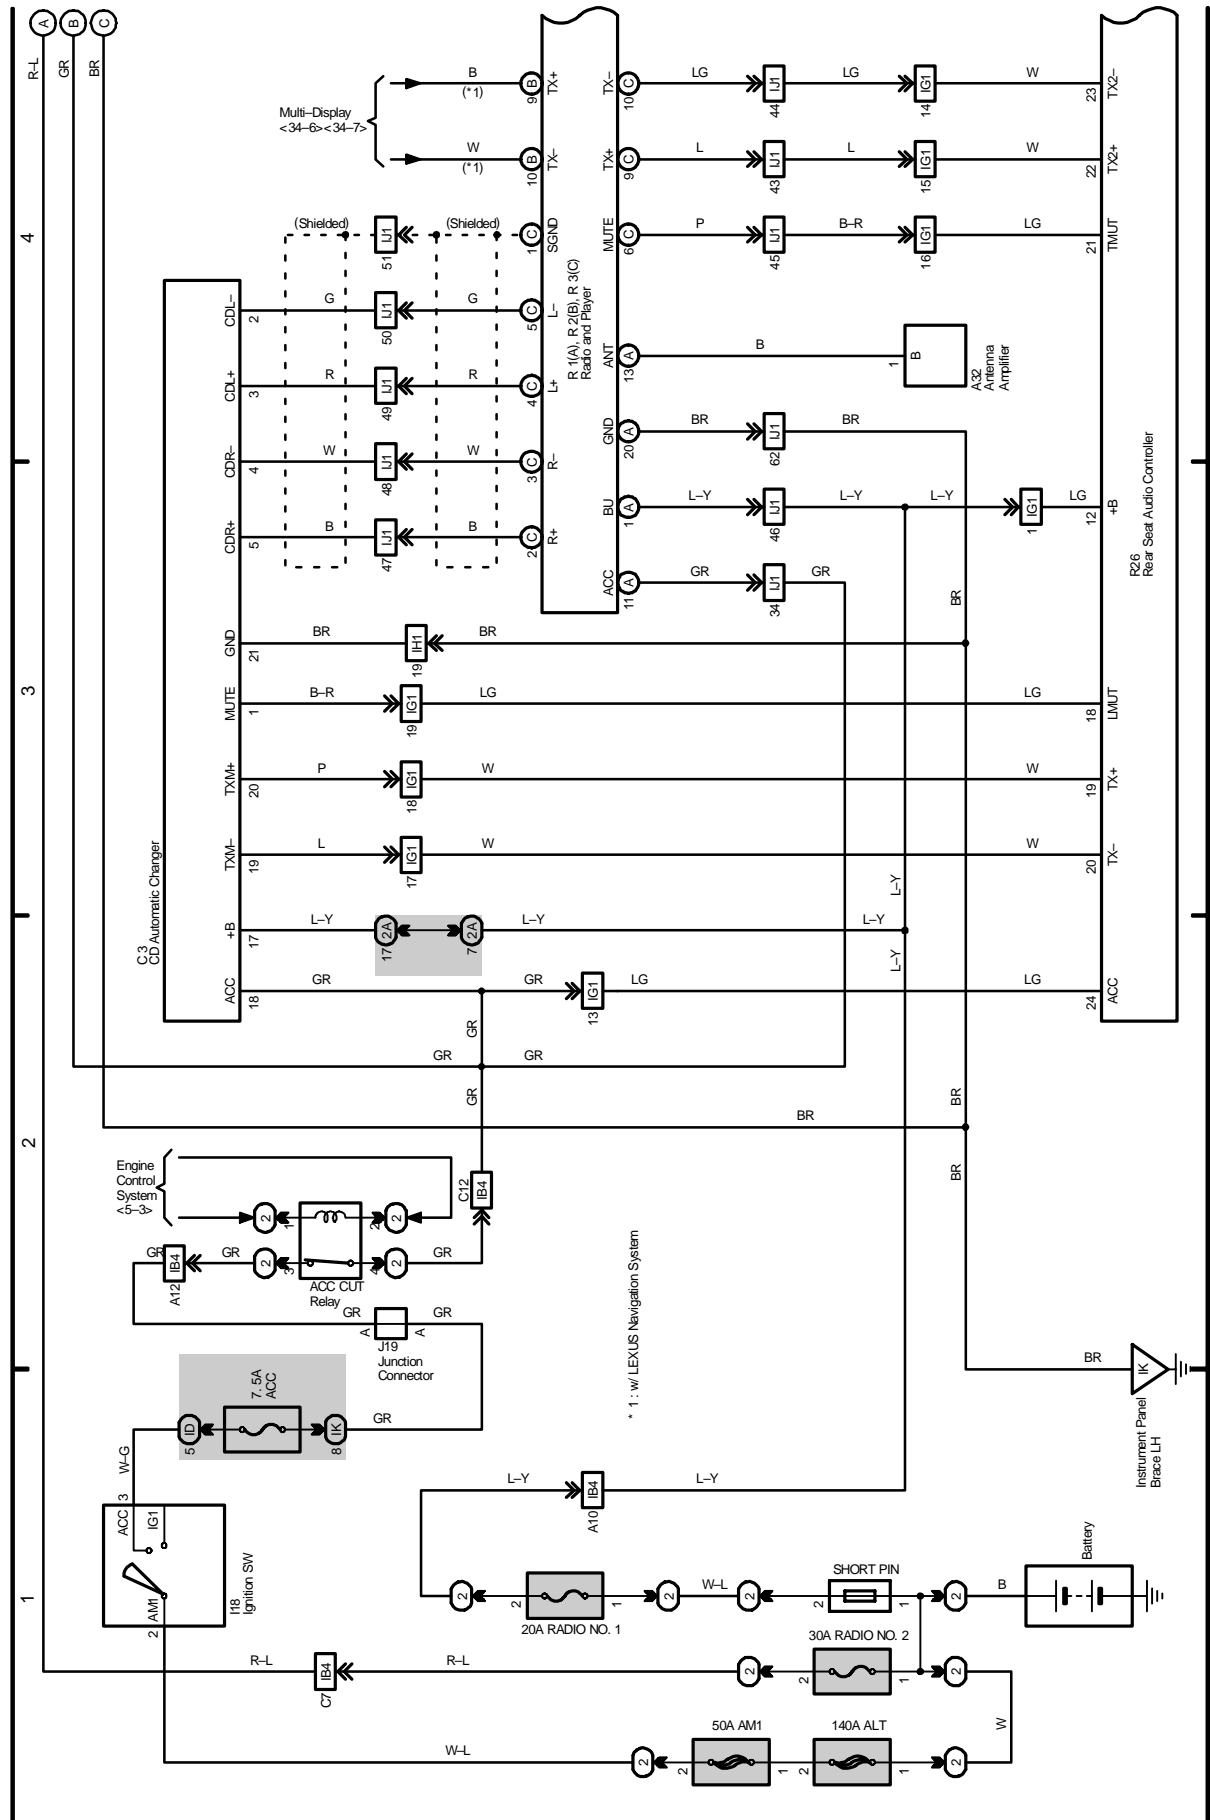 A
B
C
R–L
GR
BR
4
3
2
1
Multi–Display
<34–6><34–7>
B
(*1)
W
(*1)
9
B
TX+
10
B
TX–
(Shielded)
(Shielded)
IJ1
51
1
C
SGND
CDL–
2
G
IJ1
50
G
5
C
L–
CDL+
3
R
IJ1
49
R
4
C
L+
CDR–
4
W
IJ1
48
W
3
C
R–
CDR+
5
B
IJ1
47
B
2
C
R+
R 1(A), R 2(B), R 3(C)
Radio and Player
TX–
10
C
LG
IJ1
44
LG
IG1
14
W
23
TX2–
TX+
9
C
L
IJ1
43
L
IG1
15
W
22
TX2+
MUTE
6
C
P
IJ1
45
B–R
IG1
16
LG
21
TMUT
ANT
13
A
B
1
B
A32
Antenna
Amplifier
GND
20
A
BR
IJ1
62
BR
BU
1
A
L–Y
IJ1
46
L–Y
L–Y
IG1
1
LG
12
+B
ACC
11
A
GR
IJ1
34
GR
BR
R26
Rear Seat Audio Controller
GND
21
BR
IH1
19
BR
MUTE
1
B–R
IG1
19
LG
LG
18
LMUT
TXM+
20
P
IG1
18
W
W
19
TX+
TXM–
19
L
IG1
17
W
W
20
TX–
L–Y
+B
17
L–Y
17
2A
7
2A
L–Y
L–Y
L–Y
C 3
CD Automatic Changer
ACC
18
GR
GR
IG1
13
LG
LG
24
ACC
GR
GR
GR
GR
BR
BR
BR
Engine
Control
System
<5–3>
2
1
2
2
C12
IB4
GR
IB4
A12
GR
2
3
4
2
GR
ACC CUT
Relay
GR
A
A
GR
J19
Junction
Connector
* 1 : w/ LEXUS Navigation System
7. 5A
ACC
5
ID
8
IK
GR
W–G
BR
IK
Instrument Panel
Brace LH
L–Y
IB4
A10
L–Y
ACC
3
IG1
AM1
2
I18
Ignition SW
2
2
1
2
W–L
2
2
1
2
B
20A RADIO NO. 1
SHORT PIN
Battery
R–L
IB4
C7
R–L
30A RADIO NO. 2
2
2
1
2
W
W–L
50A AM1
140A ALT
2
2
1
2
1
2